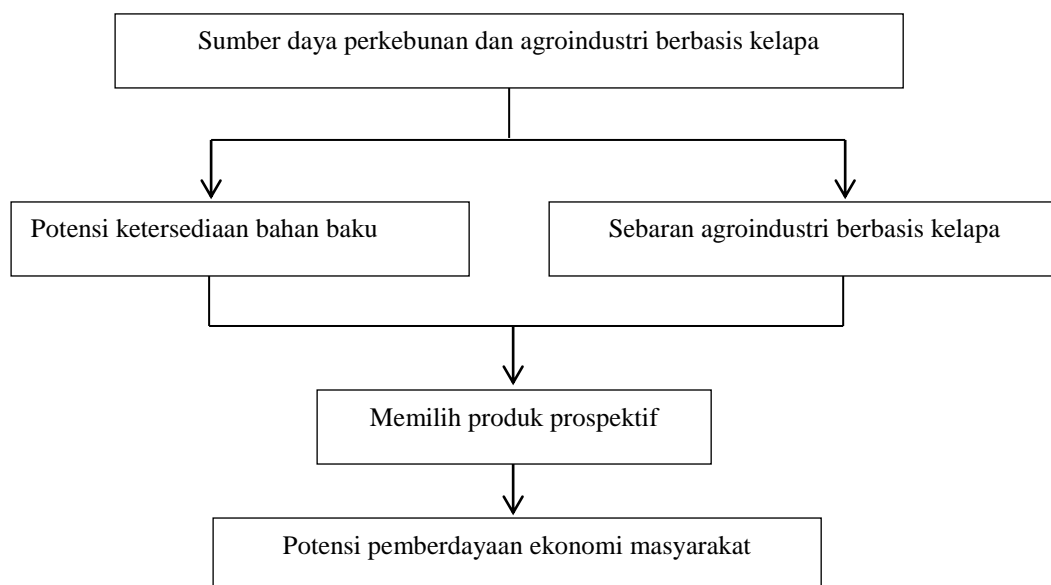 Sumber daya perkebunan dan agroindustri berbasis kelapa
Potensi ketersediaan bahan baku
Sebaran agroindustri berbasis kelapa
Memilih produk prospektif
Potensi pemberdayaan ekonomi masyarakat